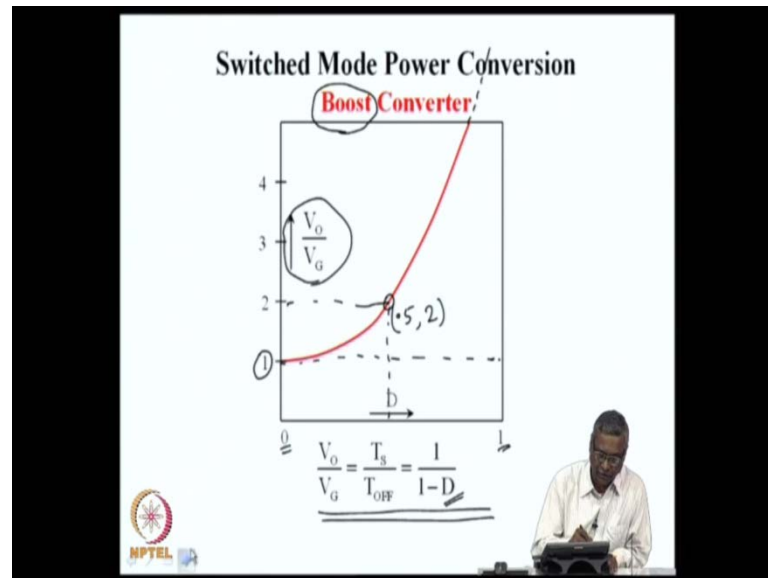 Switched Mode Power Conversion
Boost Converter
4
3
V_O / V_G
2
(.5, 2)
1
D
0 1
V_O / V_G = T_S / T_OFF = 1 / 1-D
NPTEL